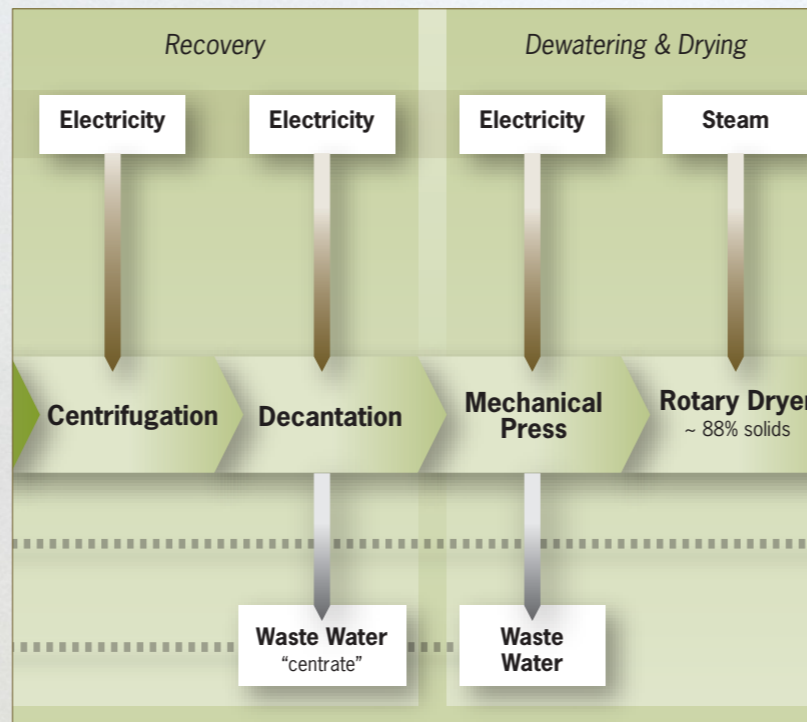 Recovery
Dewatering & Drying
Electricity
Electricity
Electricity
Steam
Centrifugation
Decantation
Mechanical
Press
Rotary Dryer
~ 88% solids
Waste Water
“centrate”
Waste
Water